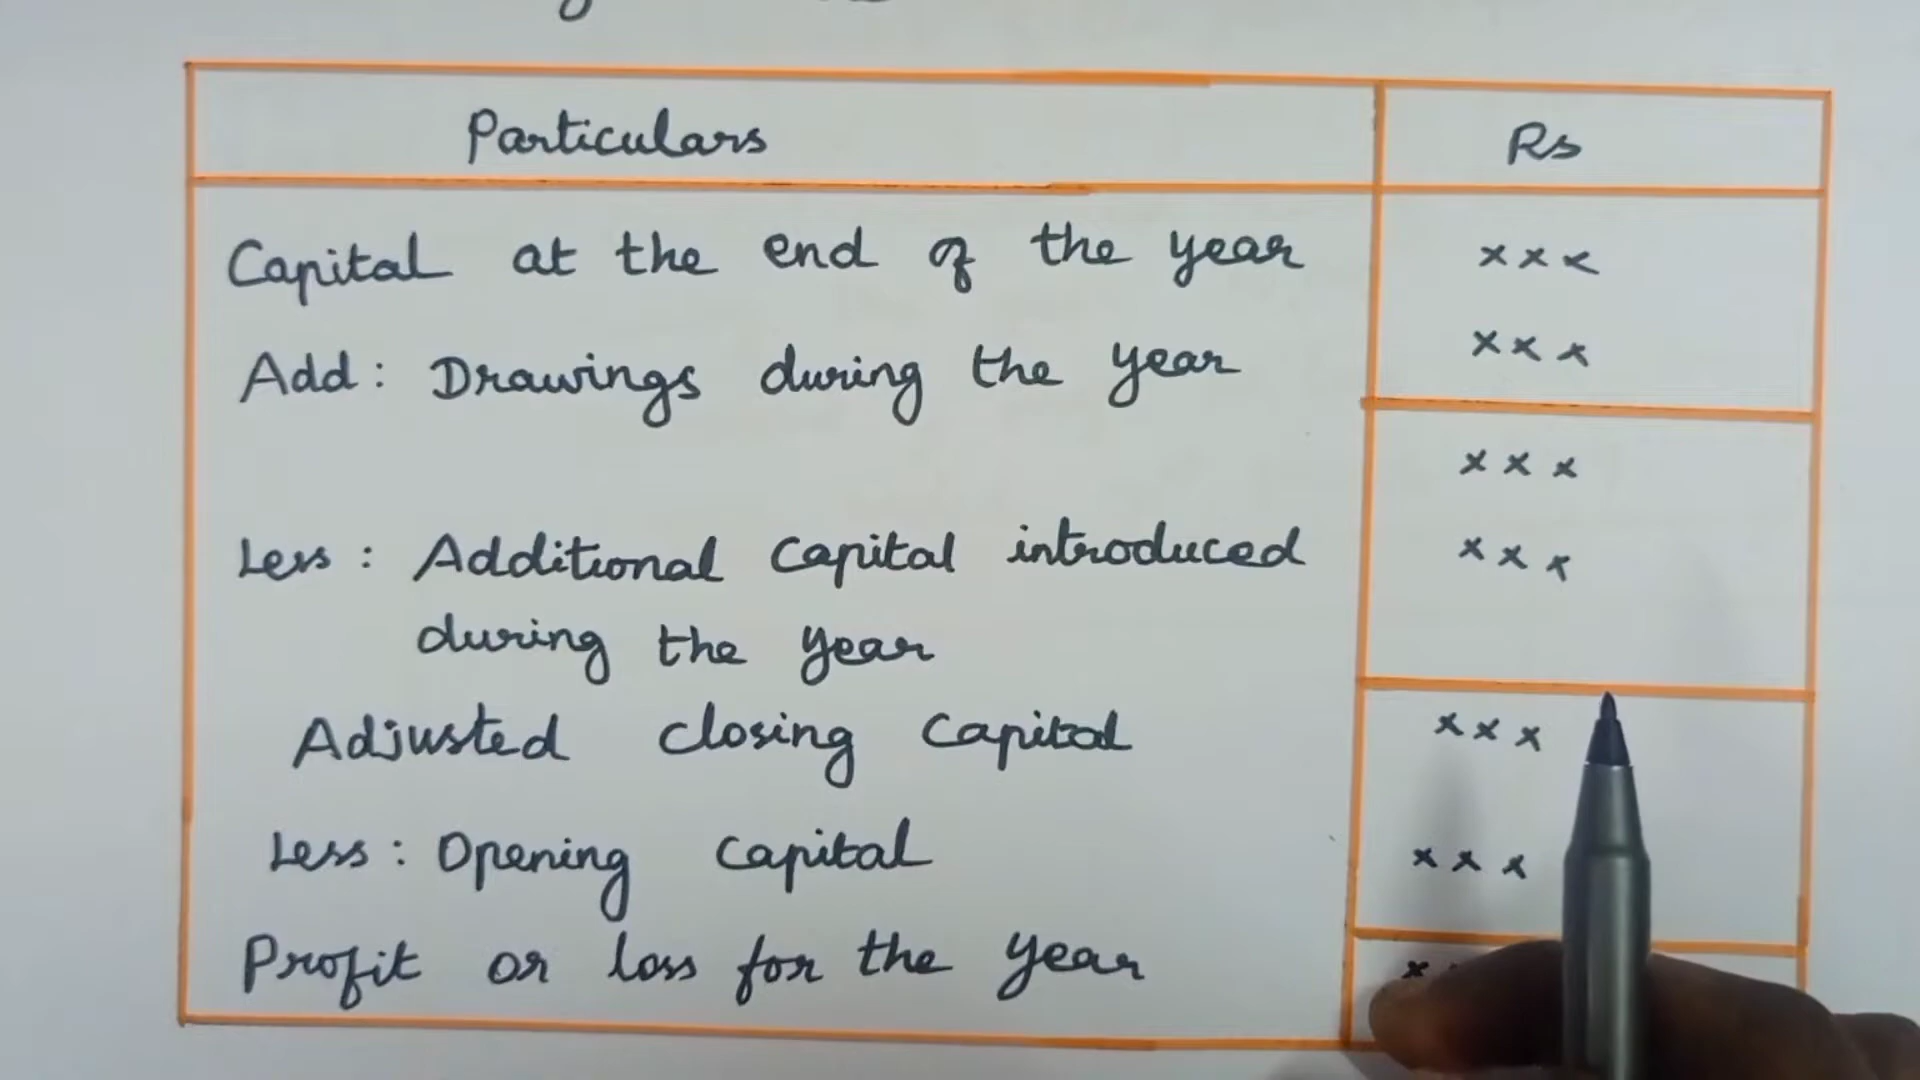 Particulars Rs
Capital at the end of the year xxx
Add: Drawings during the year xxx
xxx
Less: Additional capital introduced xxx
during the year
Adjusted closing capital xxx
Less: Opening capital xxx
Profit or loss for the year x